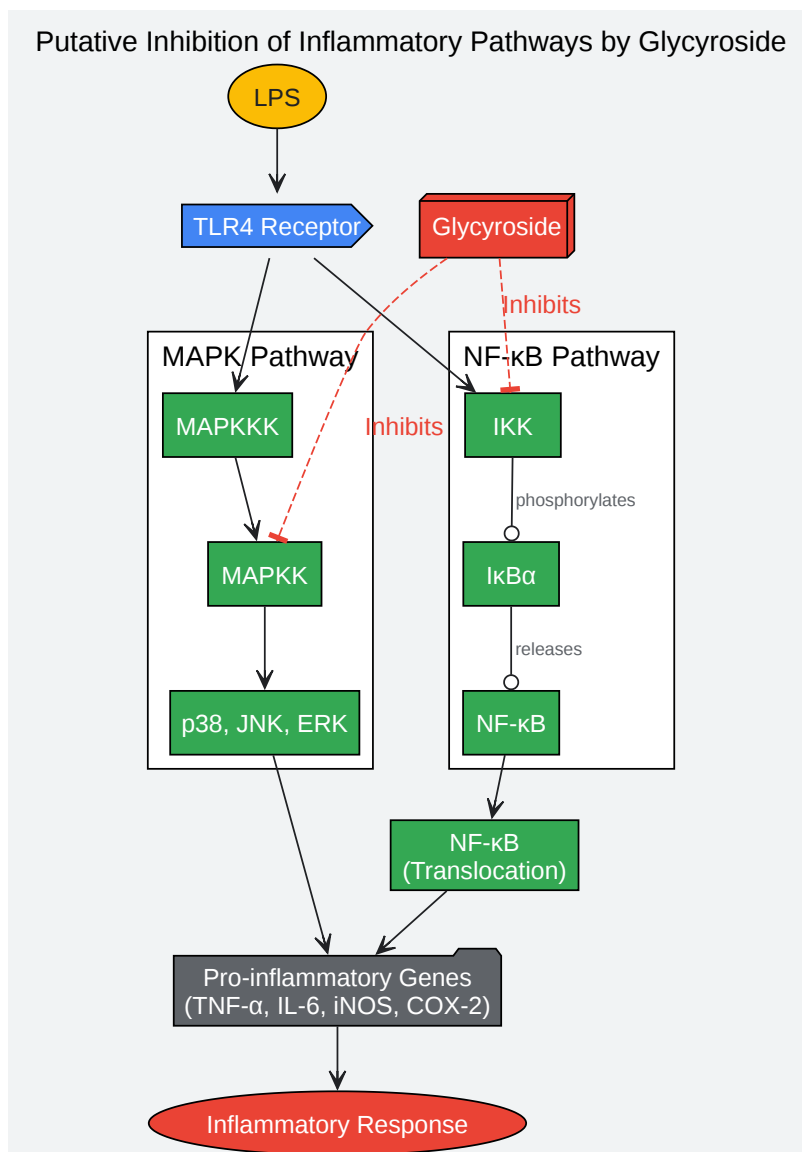 Putative Inhibition of Inflammatory Pathways by Glycyroside
LPS
TLR4 Receptor
Glycyroside
Inhibits
MAPK Pathway
NF-κB Pathway
MAPKKK
Inhibits
IKK
phosphorylates
MAPKK
IκBα
releases
p38, JNK, ERK
NF-κB
NF-κB
(Translocation)
Pro-inflammatory Genes
(TNF-α, IL-6, iNOS, COX-2)
Inflammatory Response